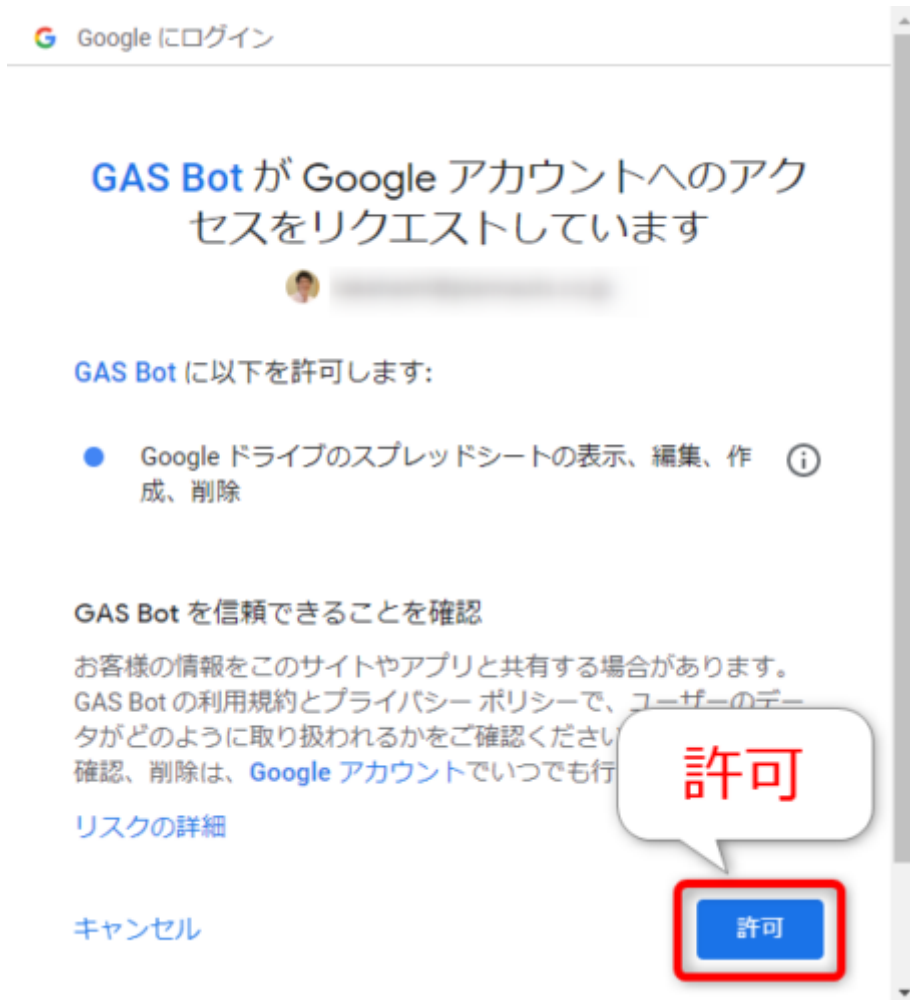 Google にログイン
GAS Bot が Google アカウントへのアク
セスをリクエストしています
GAS Bot に以下を許可します:
Google ドライブのスプレッドシートの表示、編集、作
成、削除
GAS Bot を信頼できることを確認
お客様の情報をこのサイトやアプリと共有する場合があります。
GAS Bot の利用規約とプライバシー ポリシーで、ユーザーのデー
タがどのように取り扱われるかをご確認ください
確認、削除は、Google アカウントでいつでも行
許可
リスクの詳細
キャンセル
許可